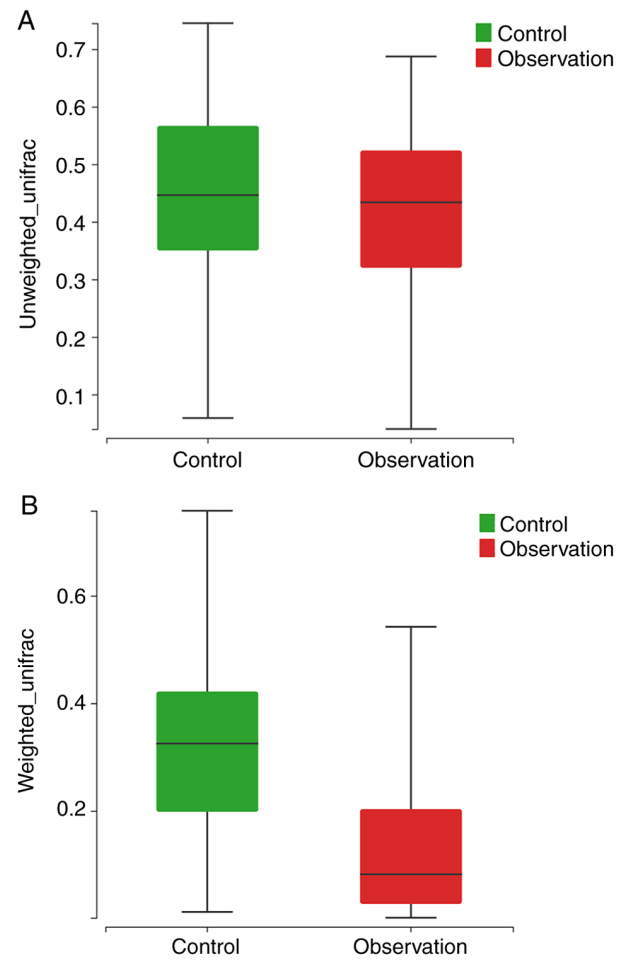 A
Control
Observation
Unweighted_unifrac
0.7
0.6
0.5
0.4
0.3
0.2
0.1
Control Observation
B
Control
Observation
Weighted_unifrac
0.6
0.4
0.2
Control Observation